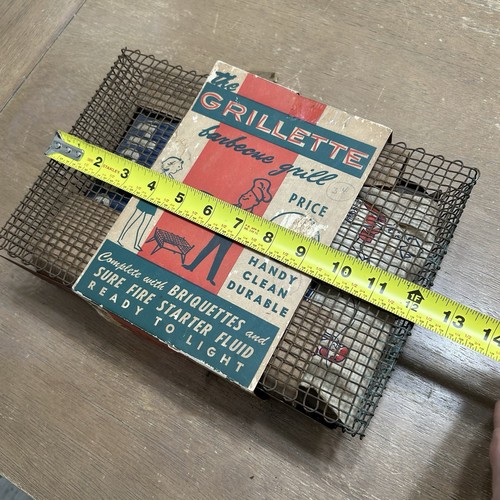 the
GRILLETTE
barbecue grill
PRICE
HANDY
CLEAN
DURABLE
Complete with BRIQUETTES and
SURE FIRE STARTER FLUID
READY TO LIGHT
2 3 4 5 6 7 8 9 10 11 1F 12 13 14